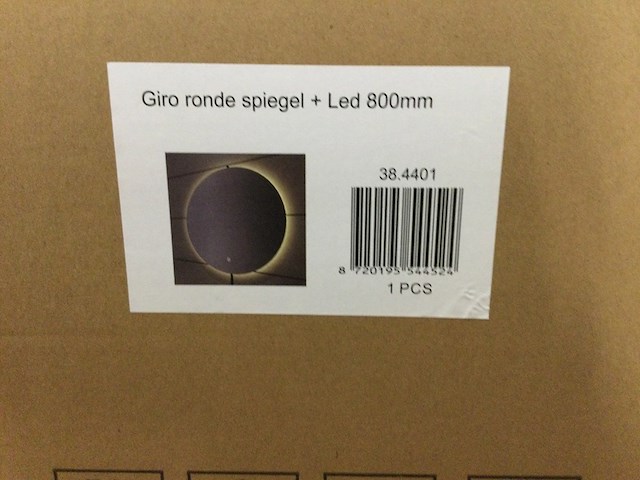 Giro ronde spiegel + Led 800mm
38.4401
8 720195 544524
1 PCS